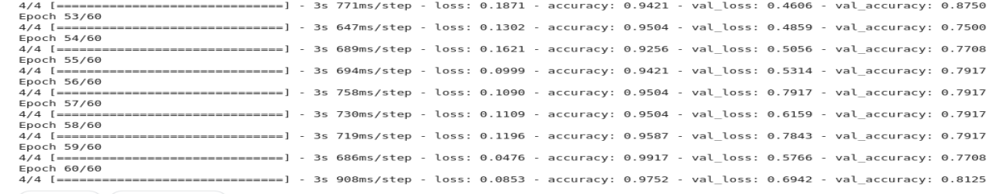 4/4 [==============================] - 3s 771ms/step - loss: 0.1871 - accuracy: 0.9421 - val_loss: 0.4606 - val_accuracy: 0.8750
Epoch 53/60
4/4 [==============================] - 3s 647ms/step - loss: 0.1302 - accuracy: 0.9504 - val_loss: 0.4859 - val_accuracy: 0.7500
Epoch 54/60
4/4 [==============================] - 3s 689ms/step - loss: 0.1621 - accuracy: 0.9256 - val_loss: 0.5056 - val_accuracy: 0.7708
Epoch 55/60
4/4 [==============================] - 3s 694ms/step - loss: 0.0999 - accuracy: 0.9421 - val_loss: 0.5314 - val_accuracy: 0.7917
Epoch 56/60
4/4 [==============================] - 3s 758ms/step - loss: 0.1090 - accuracy: 0.9504 - val_loss: 0.7917 - val_accuracy: 0.7917
Epoch 57/60
4/4 [==============================] - 3s 730ms/step - loss: 0.1109 - accuracy: 0.9504 - val_loss: 0.6159 - val_accuracy: 0.7917
Epoch 58/60
4/4 [==============================] - 3s 719ms/step - loss: 0.1196 - accuracy: 0.9587 - val_loss: 0.7843 - val_accuracy: 0.7917
Epoch 59/60
4/4 [==============================] - 3s 686ms/step - loss: 0.0476 - accuracy: 0.9917 - val_loss: 0.5766 - val_accuracy: 0.7708
Epoch 60/60
4/4 [==============================] - 3s 908ms/step - loss: 0.0853 - accuracy: 0.9752 - val_loss: 0.6942 - val_accuracy: 0.8125